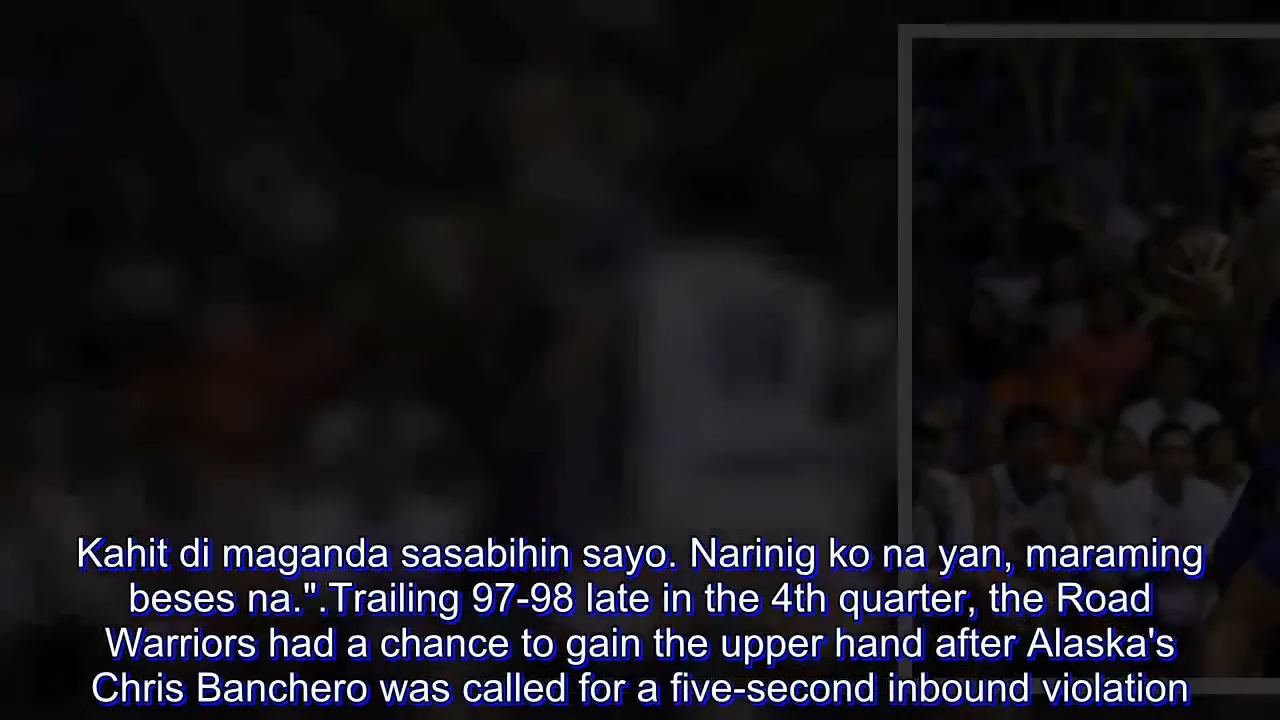 Kahit di maganda sasabihin sayo. Narinig ko na yan, maraming
beses na.".Trailing 97-98 late in the 4th quarter, the Road
Warriors had a chance to gain the upper hand after Alaska's
Chris Banchero was called for a five-second inbound violation